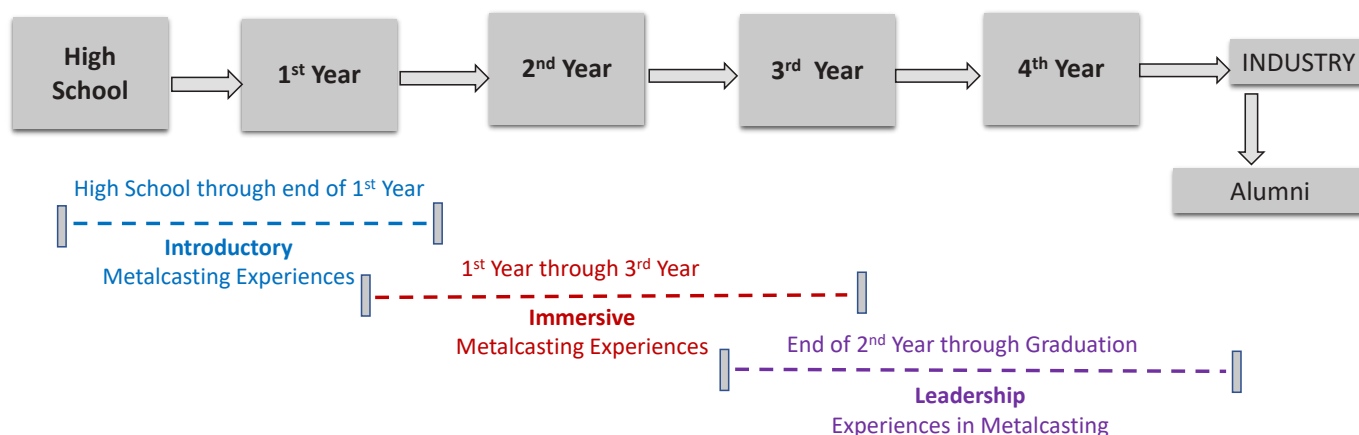 High
School
1st Year
2nd Year
3rd Year
4th Year
INDUSTRY
Alumni
High School through end of 1st Year
Introductory
Metalcasting Experiences
1st Year through 3rd Year
Immersive
Metalcasting Experiences
End of 2nd Year through Graduation
Leadership
Experiences in Metalcasting